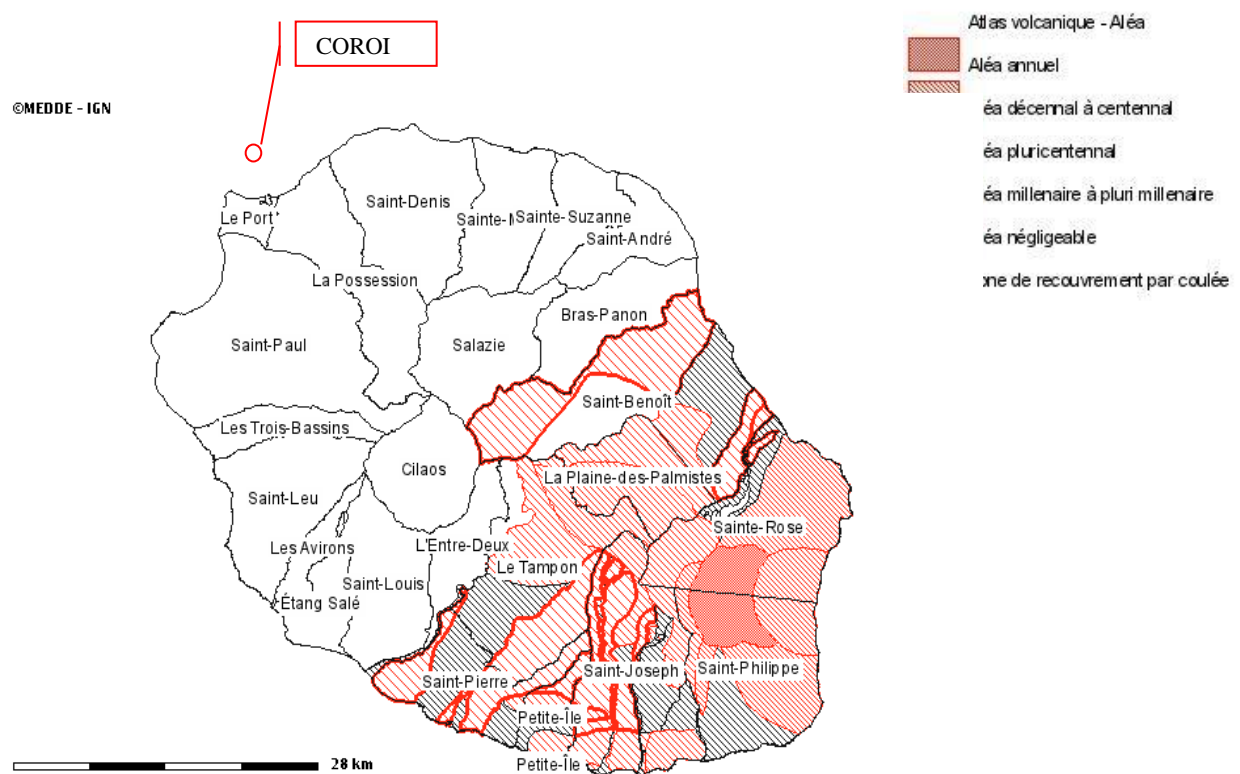 COROI
©MEDDE - IGN
Atlas volcanique - Aléa
Aléa annuel
éa décennal à centennal
éa pluricentennal
éa millenaire à pluri millenaire
éa négligeable
ne de recouvrement par coulée
Saint-Denis
Le Port
Sainte-
Sainte-Suzanne
Saint-André
La Possession
Bras-Panon
Saint-Paul
Salazie
Saint-Benoît
Les Trois-Bassins
Cilaos
La Plaine-des-Palmistes
Saint-Leu
Sainte-Rose
Les Avirons
L'Entre-Deux
Le Tampon
Saint-Louis
Étang Salé
Saint-Pierre
Saint-Joseph
Saint-Philippe
Petite-Île
Petite-Île
28 km